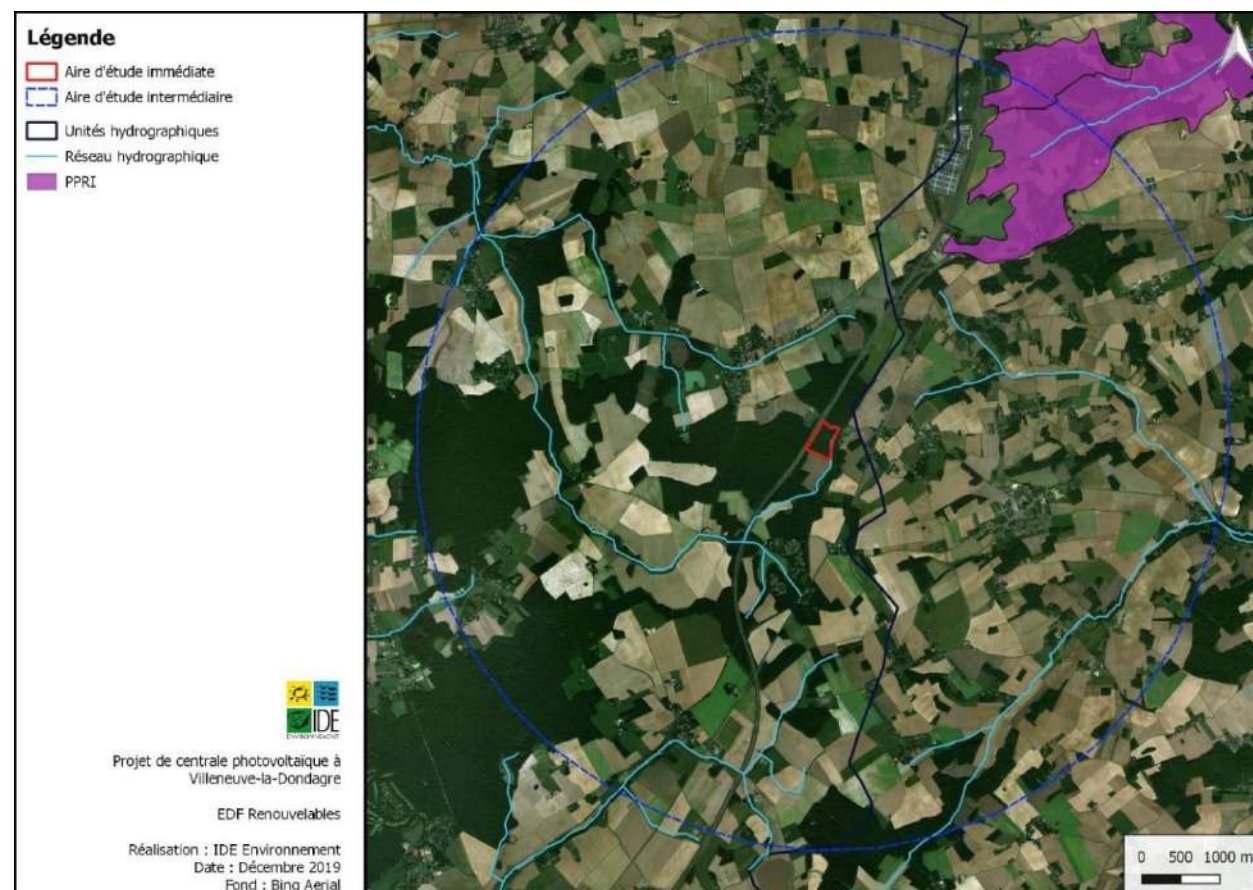 Légende
Aire d'étude immédiate
Aire d'étude intermédiaire
Unités hydrographiques
Réseau hydrographique
PPRI
IDE
ENVIRONNEMENT
Projet de centrale photovoltaïque à
Villeneuve-la-Dondagre
EDF Renouvelables
Réalisation : IDE Environnement
Date : Décembre 2019
Fond : Bing Aerial
0 500 1000 m